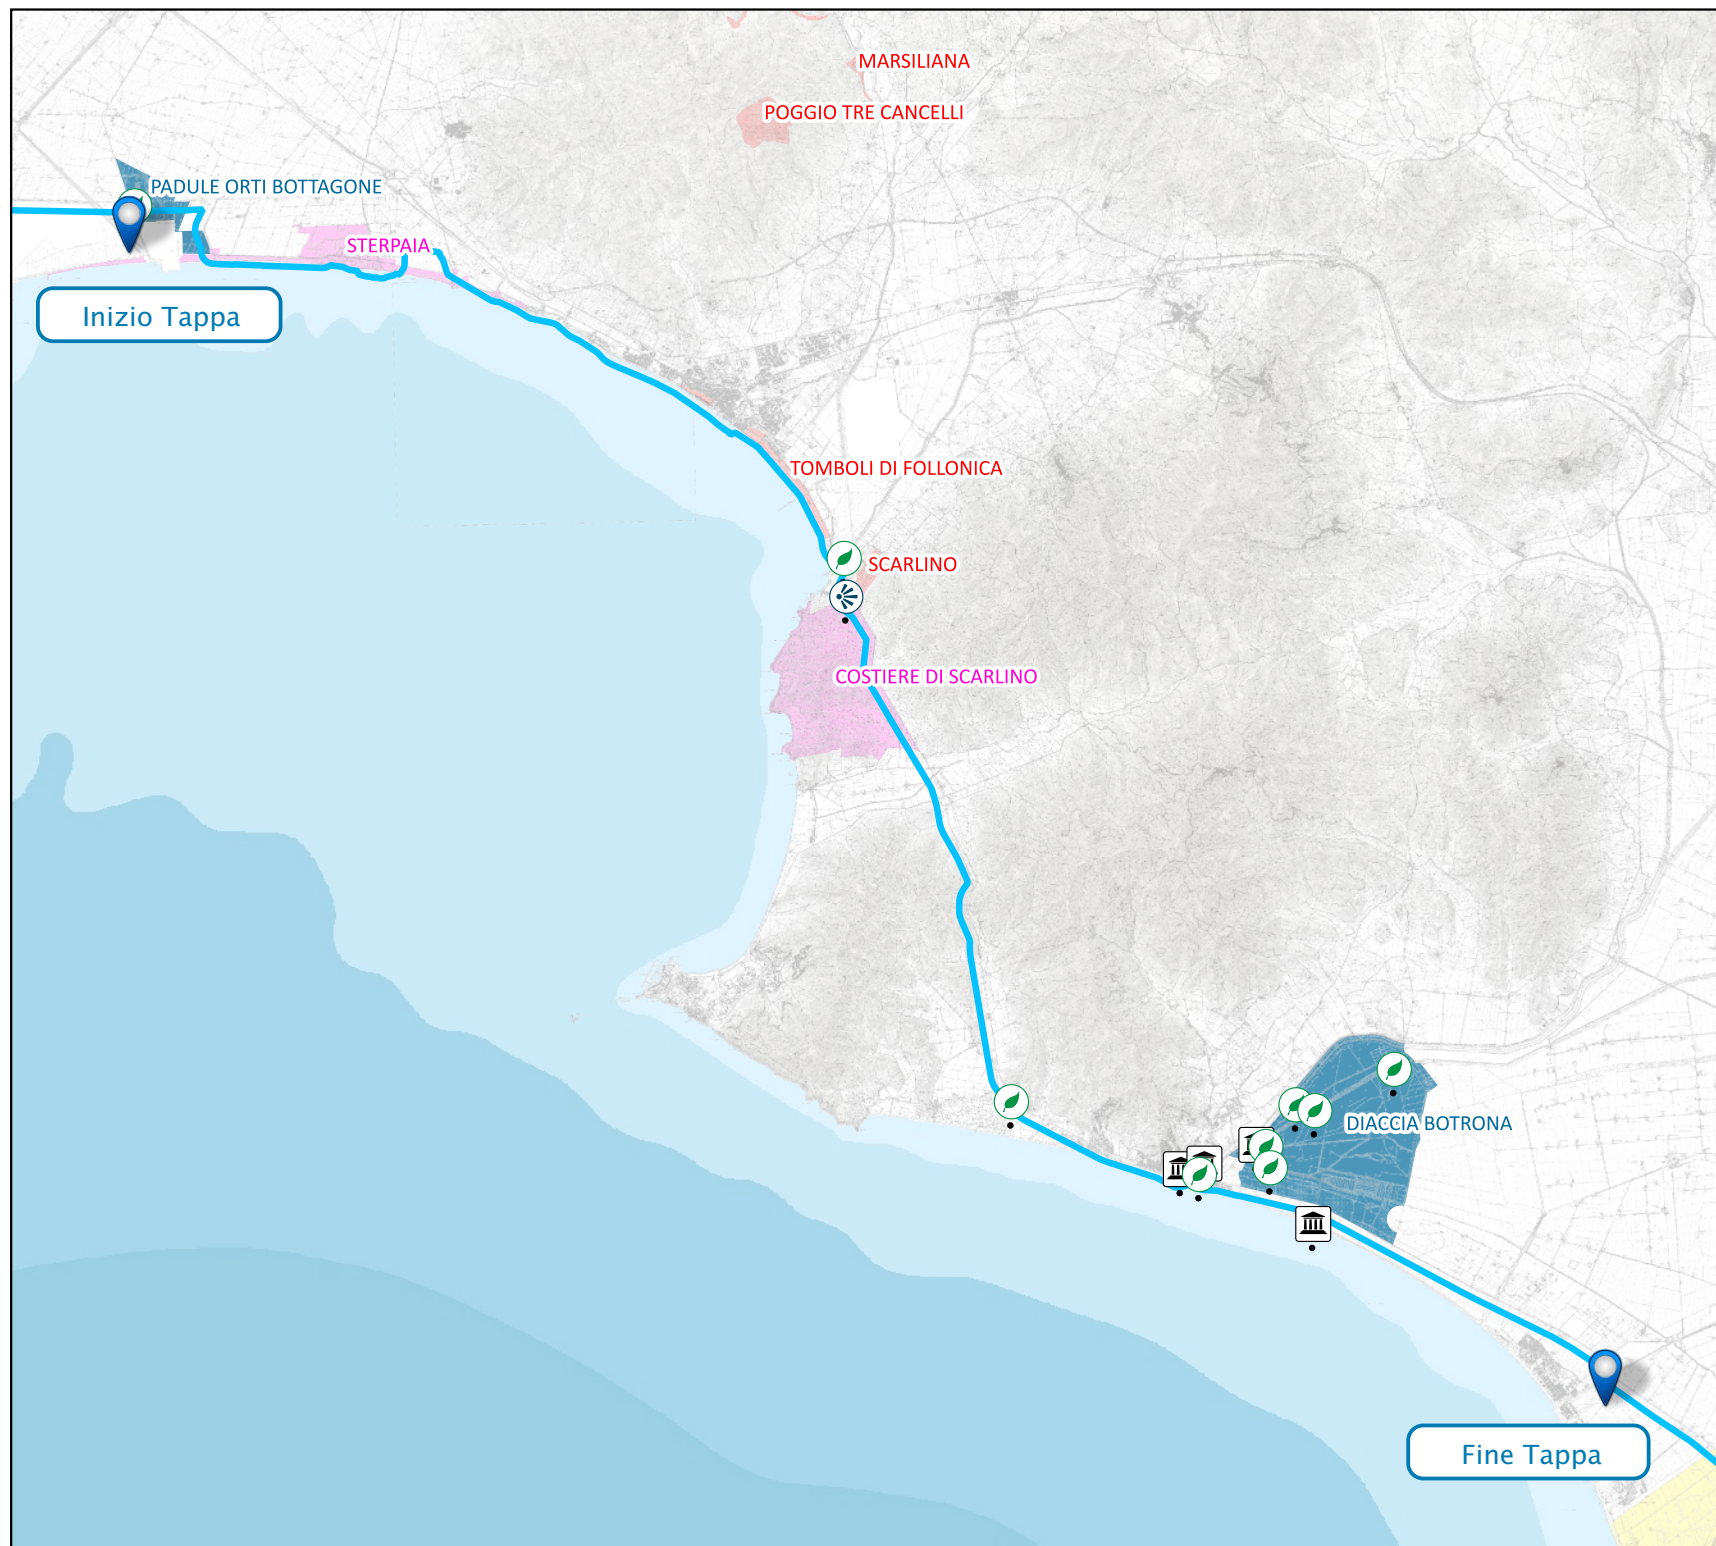 MARSILIANA
POGGIO TRE CANCELLI
PADULE ORTI BOTTAGONE
STERPAIA
Inizio Tappa
TOMBOLI DI FOLLONICA
SCARLINO
COSTIERE DI SCARLINO
DIACCIA BOTRONA
Fine Tappa